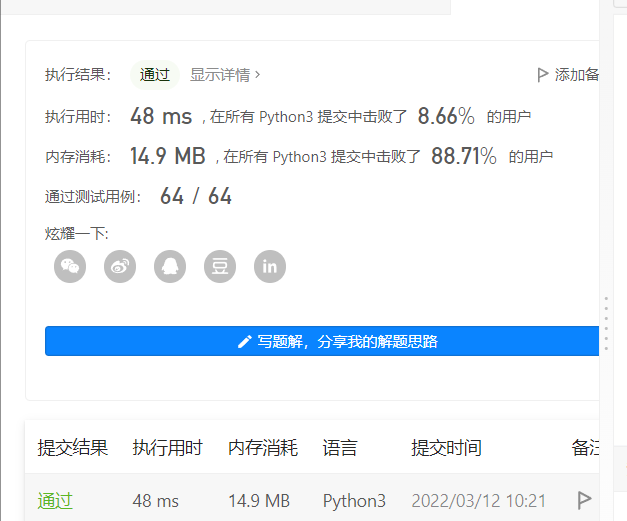 执行结果： 通过 显示详情 › 添加备
执行用时： 48 ms , 在所有 Python3 提交中击败了 8.66% 的用户
内存消耗： 14.9 MB , 在所有 Python3 提交中击败了 88.71% 的用户
通过测试用例： 64 / 64
炫耀一下:
豆 in
写题解，分享我的解题思路
提交结果 执行用时 内存消耗 语言 提交时间 备注
通过 48 ms 14.9 MB Python3 2022/03/12 10:21